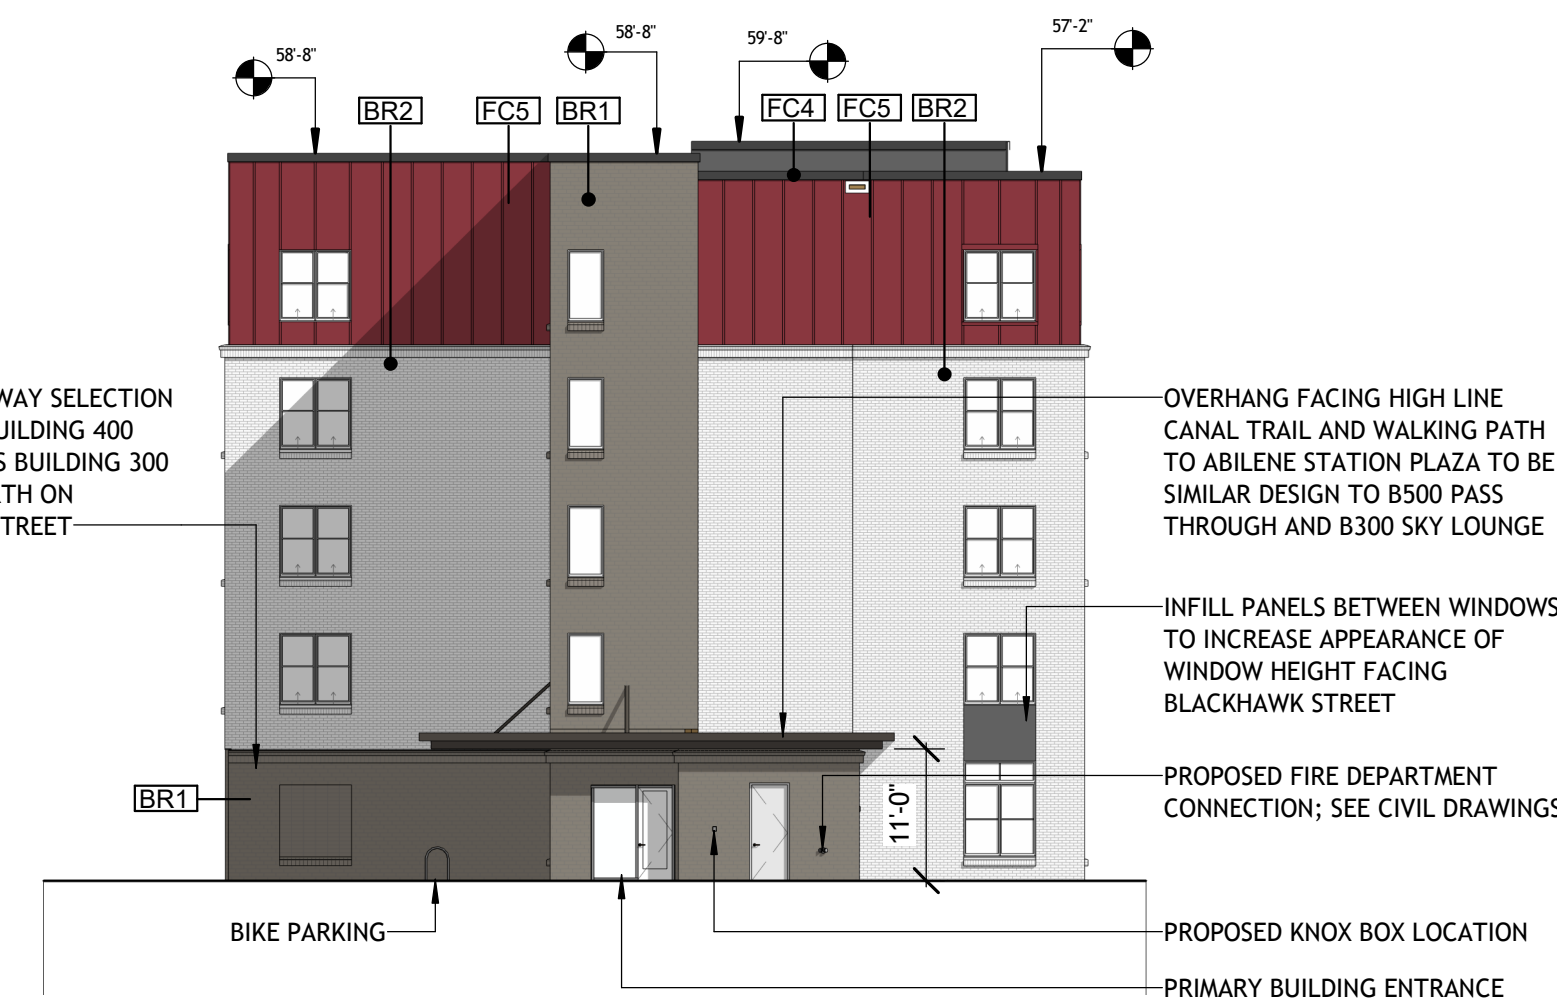 58'-8"
58'-8"
59'-8"
57'-2"
BR2
FC5
BR1
FC4
FC5
BR2
WAY SELECTION
UILDING 400
S BUILDING 300
TH ON
STREET
OVERHANG FACING HIGH LINE
CANAL TRAIL AND WALKING PATH
TO ABILENE STATION PLAZA TO BE
SIMILAR DESIGN TO B500 PASS
THROUGH AND B300 SKY LOUNGE
INFILL PANELS BETWEEN WINDOWS
TO INCREASE APPEARANCE OF
WINDOW HEIGHT FACING
BLACKHAWK STREET
PROPOSED FIRE DEPARTMENT
CONNECTION; SEE CIVIL DRAWINGS
BR1
11'-0"
BIKE PARKING
PROPOSED KNOX BOX LOCATION
PRIMARY BUILDING ENTRANCE